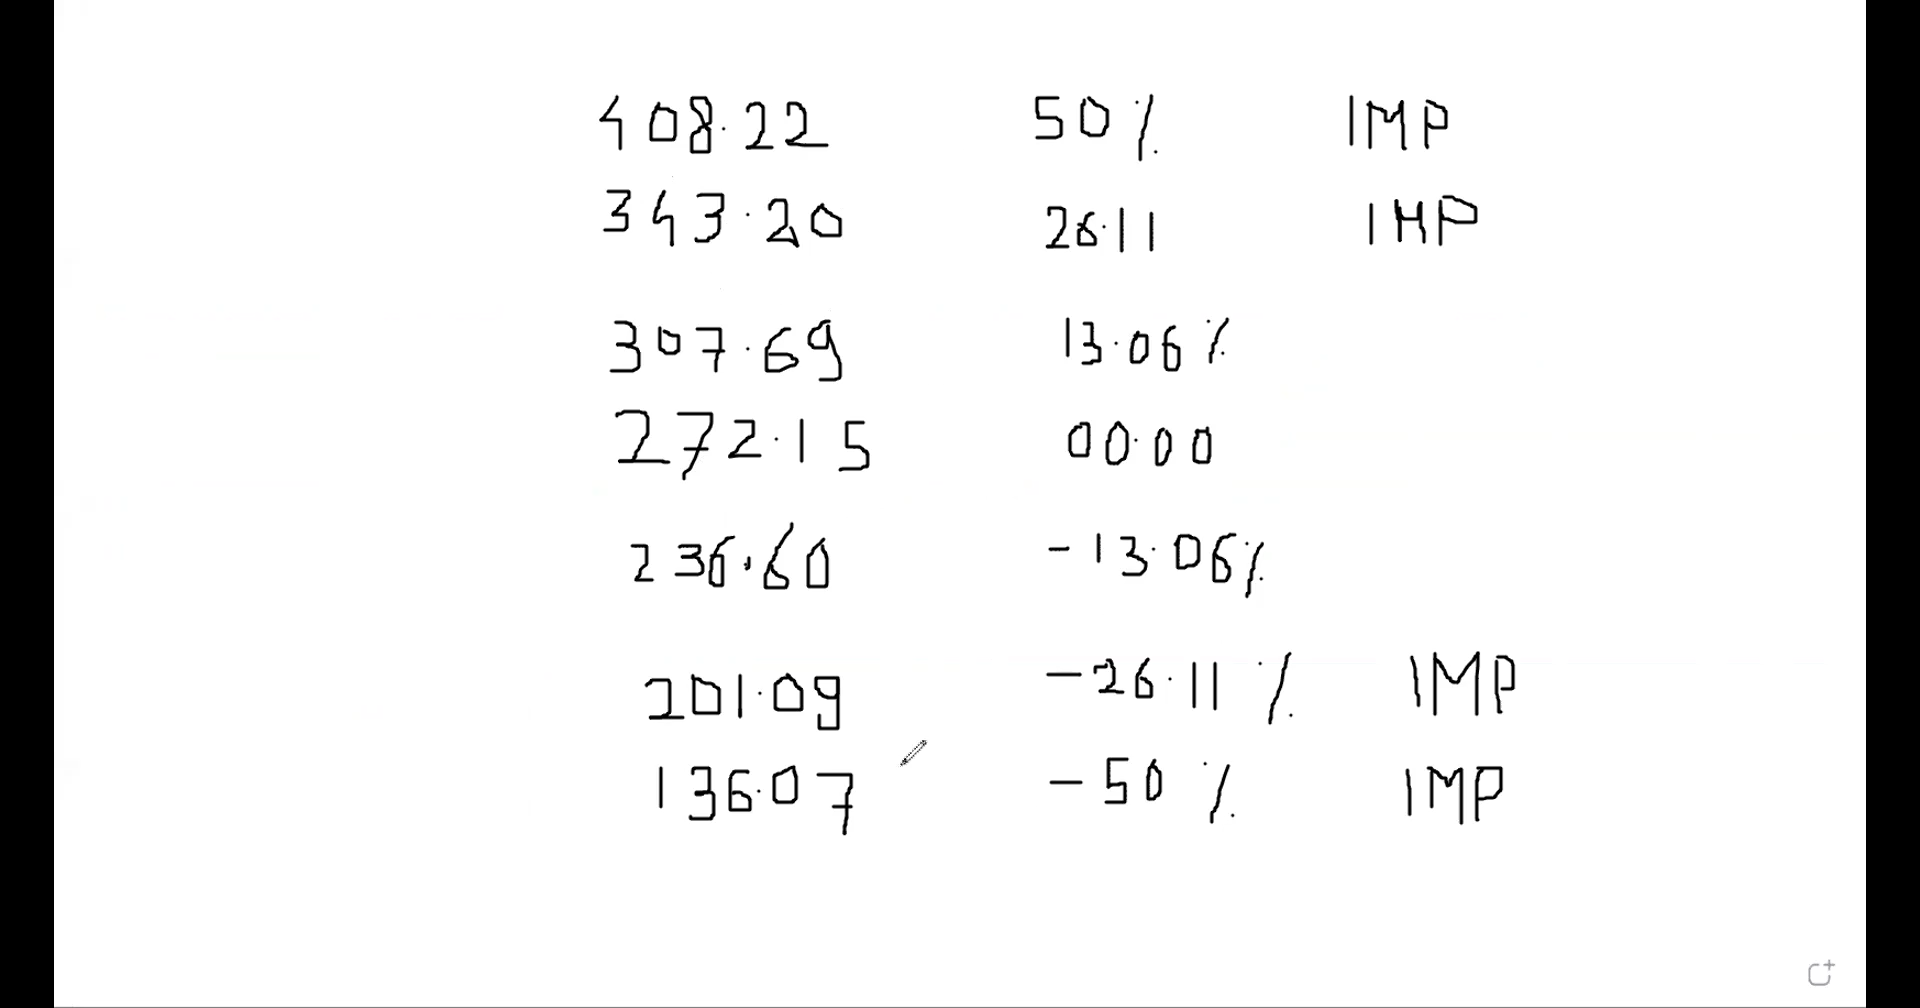 408.22 50% IMP
343.20 26.11 IMP
307.69 13.06%
272.15 00.00
236.60 -13.06%
201.09 -26.11% IMP
136.07 -50% IMP